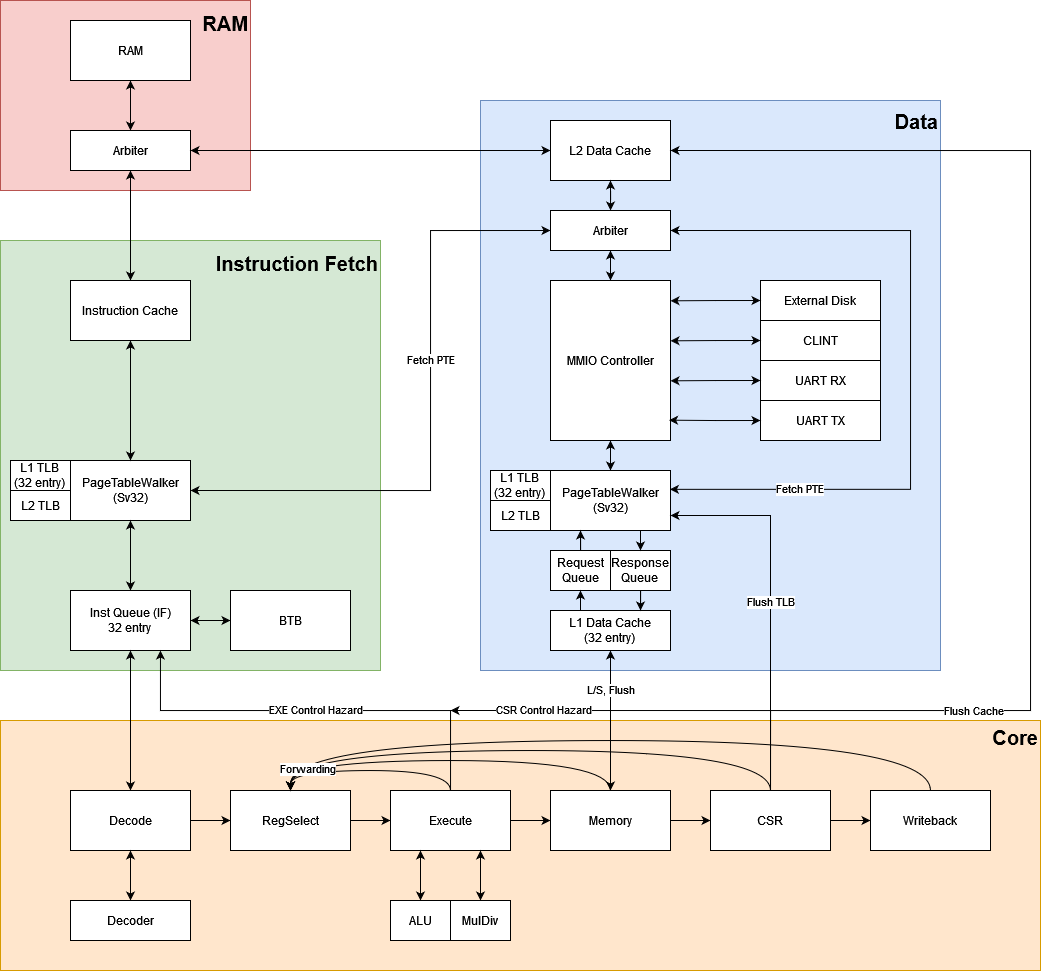 RAM
RAM
Arbiter
Data
L2 Data Cache
Arbiter
Instruction Fetch
Instruction Cache
External Disk
CLINT
MMIO Controller
UART RX
UART TX
Fetch PTE
L1 TLB
(32 entry)
L2 TLB
PageTableWalker
(Sv32)
L1 TLB
(32 entry)
L2 TLB
PageTableWalker
(Sv32)
Fetch PTE
Request
Queue
Response
Queue
Inst Queue (IF)
32 entry
BTB
L1 Data Cache
(32 entry)
Flush TLB
L/S, Flush
EXE Control Hazard
CSR Control Hazard
Flush Cache
Core
Forwarding
Decode
RegSelect
Execute
Memory
CSR
Writeback
Decoder
ALU
MulDiv